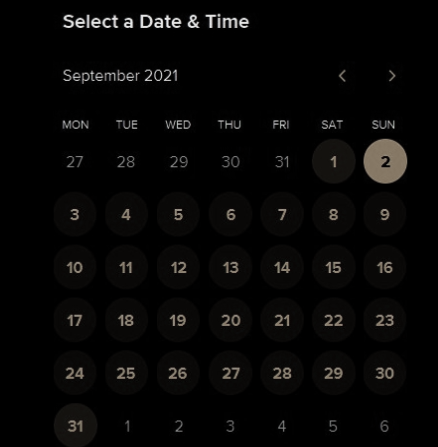 Select a Date & Time
September 2021
MON TUE WED THU FRI SAT SUN
27 28 29 30 31 1 2
3 4 5 6 7 8 9
10 11 12 13 14 15 16
17 18 19 20 21 22 23
24 25 26 27 28 29 30
31 1 2 3 4 5 6